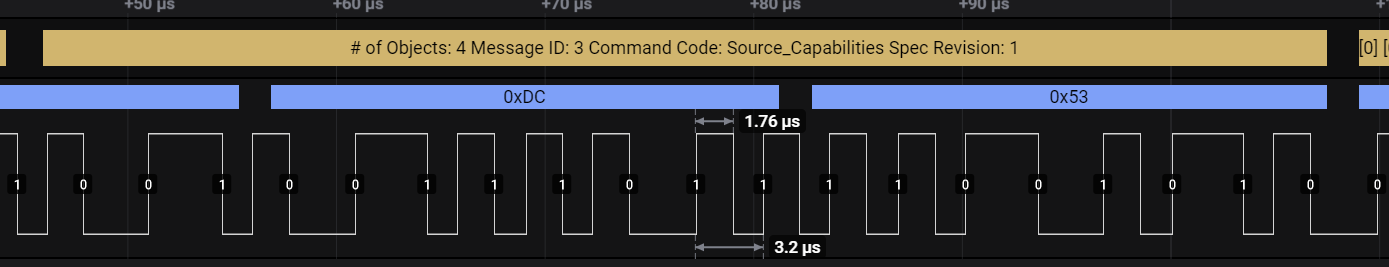 +50 µs +60 µs +70 µs +80 µs +90 µs
# of Objects: 4 Message ID: 3 Command Code: Source_Capabilities Spec Revision: 1 [0] [
0xDC 0x53
1.76 µs
1 0 0 1 0 0 1 1 1 0 1 1 1 1 0 0 1 0 1 0 0
3.2 µs